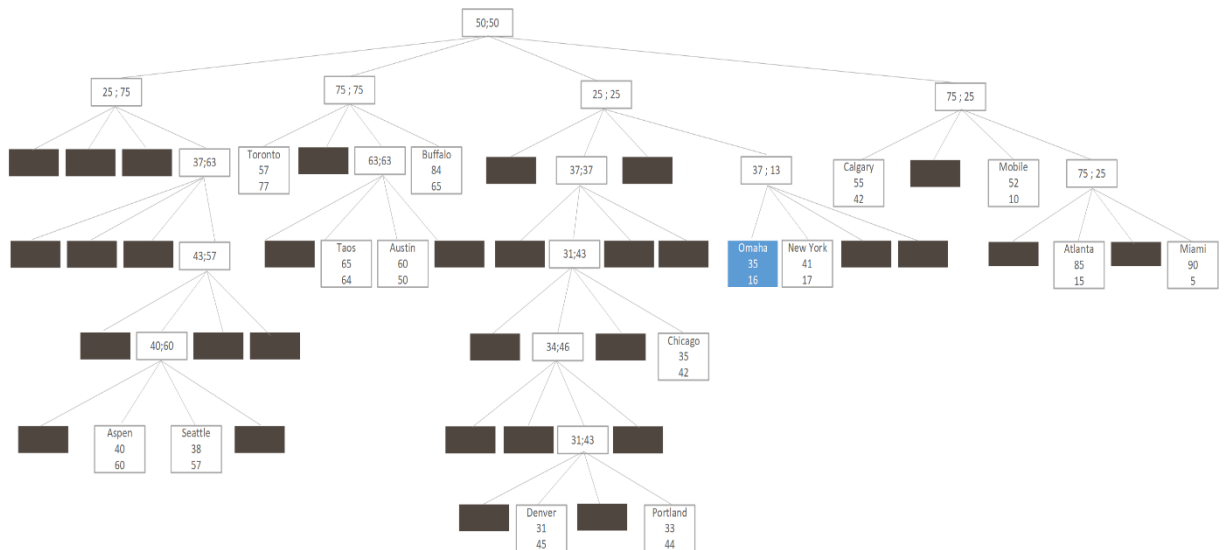 50;50
25 ; 75
75 ; 75
25 ; 25
75 ; 25
37;63
Toronto
57
77
63;63
Buffalo
84
65
37;37
37 ; 13
Calgary
55
42
Mobile
52
10
75 ; 25
43;57
Taos
65
64
Austin
60
50
31;43
Omaha
35
16
New York
41
17
Atlanta
85
15
Miami
90
5
40;60
34;46
Chicago
35
42
Aspen
40
60
Seattle
38
57
31;43
Denver
31
45
Portland
33
44